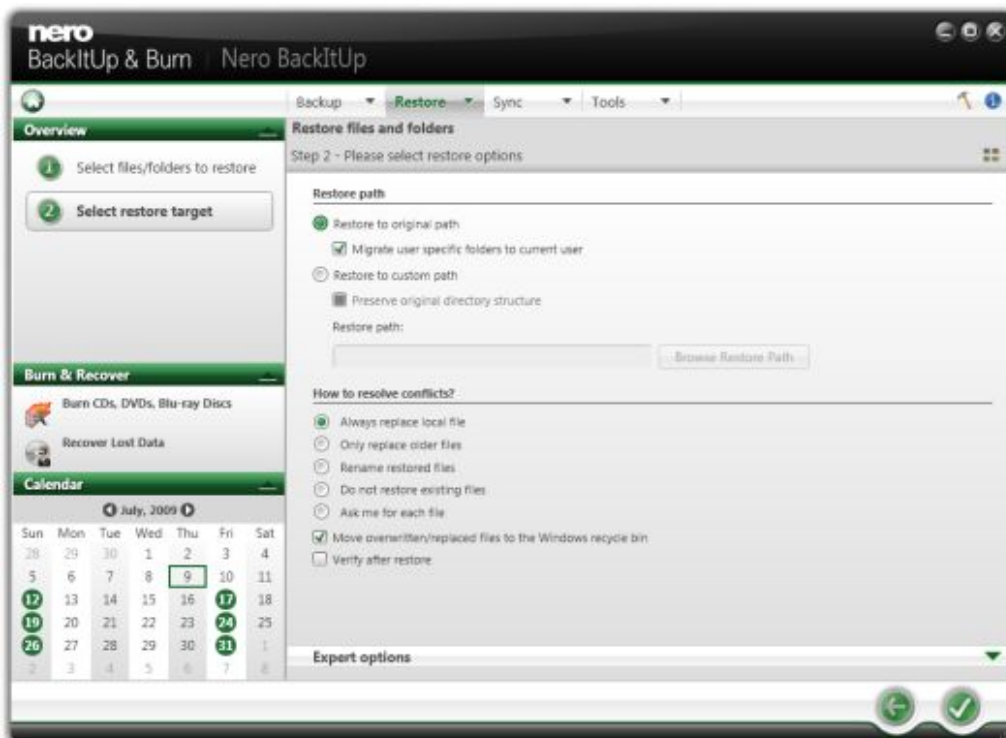 nero
BackItUp & Burn | Nero BackItUp
Backup Restore Sync Tools
Overview
1 Select files/folders to restore
2 Select restore target
Restore files and folders
Step 2 - Please select restore options
Restore path
Restore to original path
Migrate user specific folders to current user
Restore to custom path
Preserve original directory structure
Restore path:
Browse Restore Path
How to resolve conflicts?
Always replace local file
Only replace older files
Rename restored files
Do not restore existing files
Ask me for each file
Move overwritten/replaced files to the Windows recycle bin
Verify after restore
Expert options
Burn & Recover
Burn CDs, DVDs, Blu-ray Discs
Recover Lost Data
Calendar
July, 2009
Sun Mon Tue Wed Thu Fri Sat
28 29 30 1 2 3 4
5 6 7 8 9 10 11
12 13 14 15 16 17 18
19 20 21 22 23 24 25
26 27 28 29 30 31 1
2 3 4 5 6 7 8